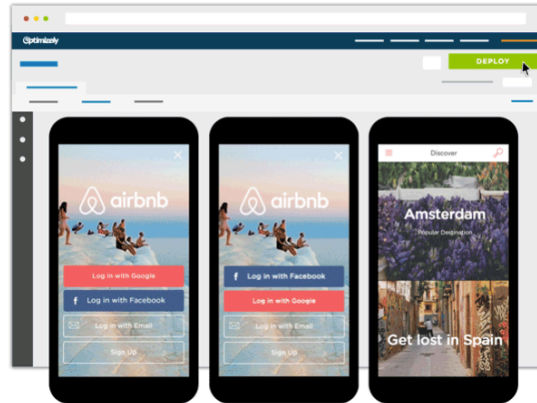 Optimizely
DEPLOY
airbnb
Log in with Google
Log in with Facebook
Log in with Email
Sign Up
airbnb
Log in with Facebook
Log in with Google
Log in with Email
Sign Up
Discover
Amsterdam
Popular Destination
Get lost in Spain